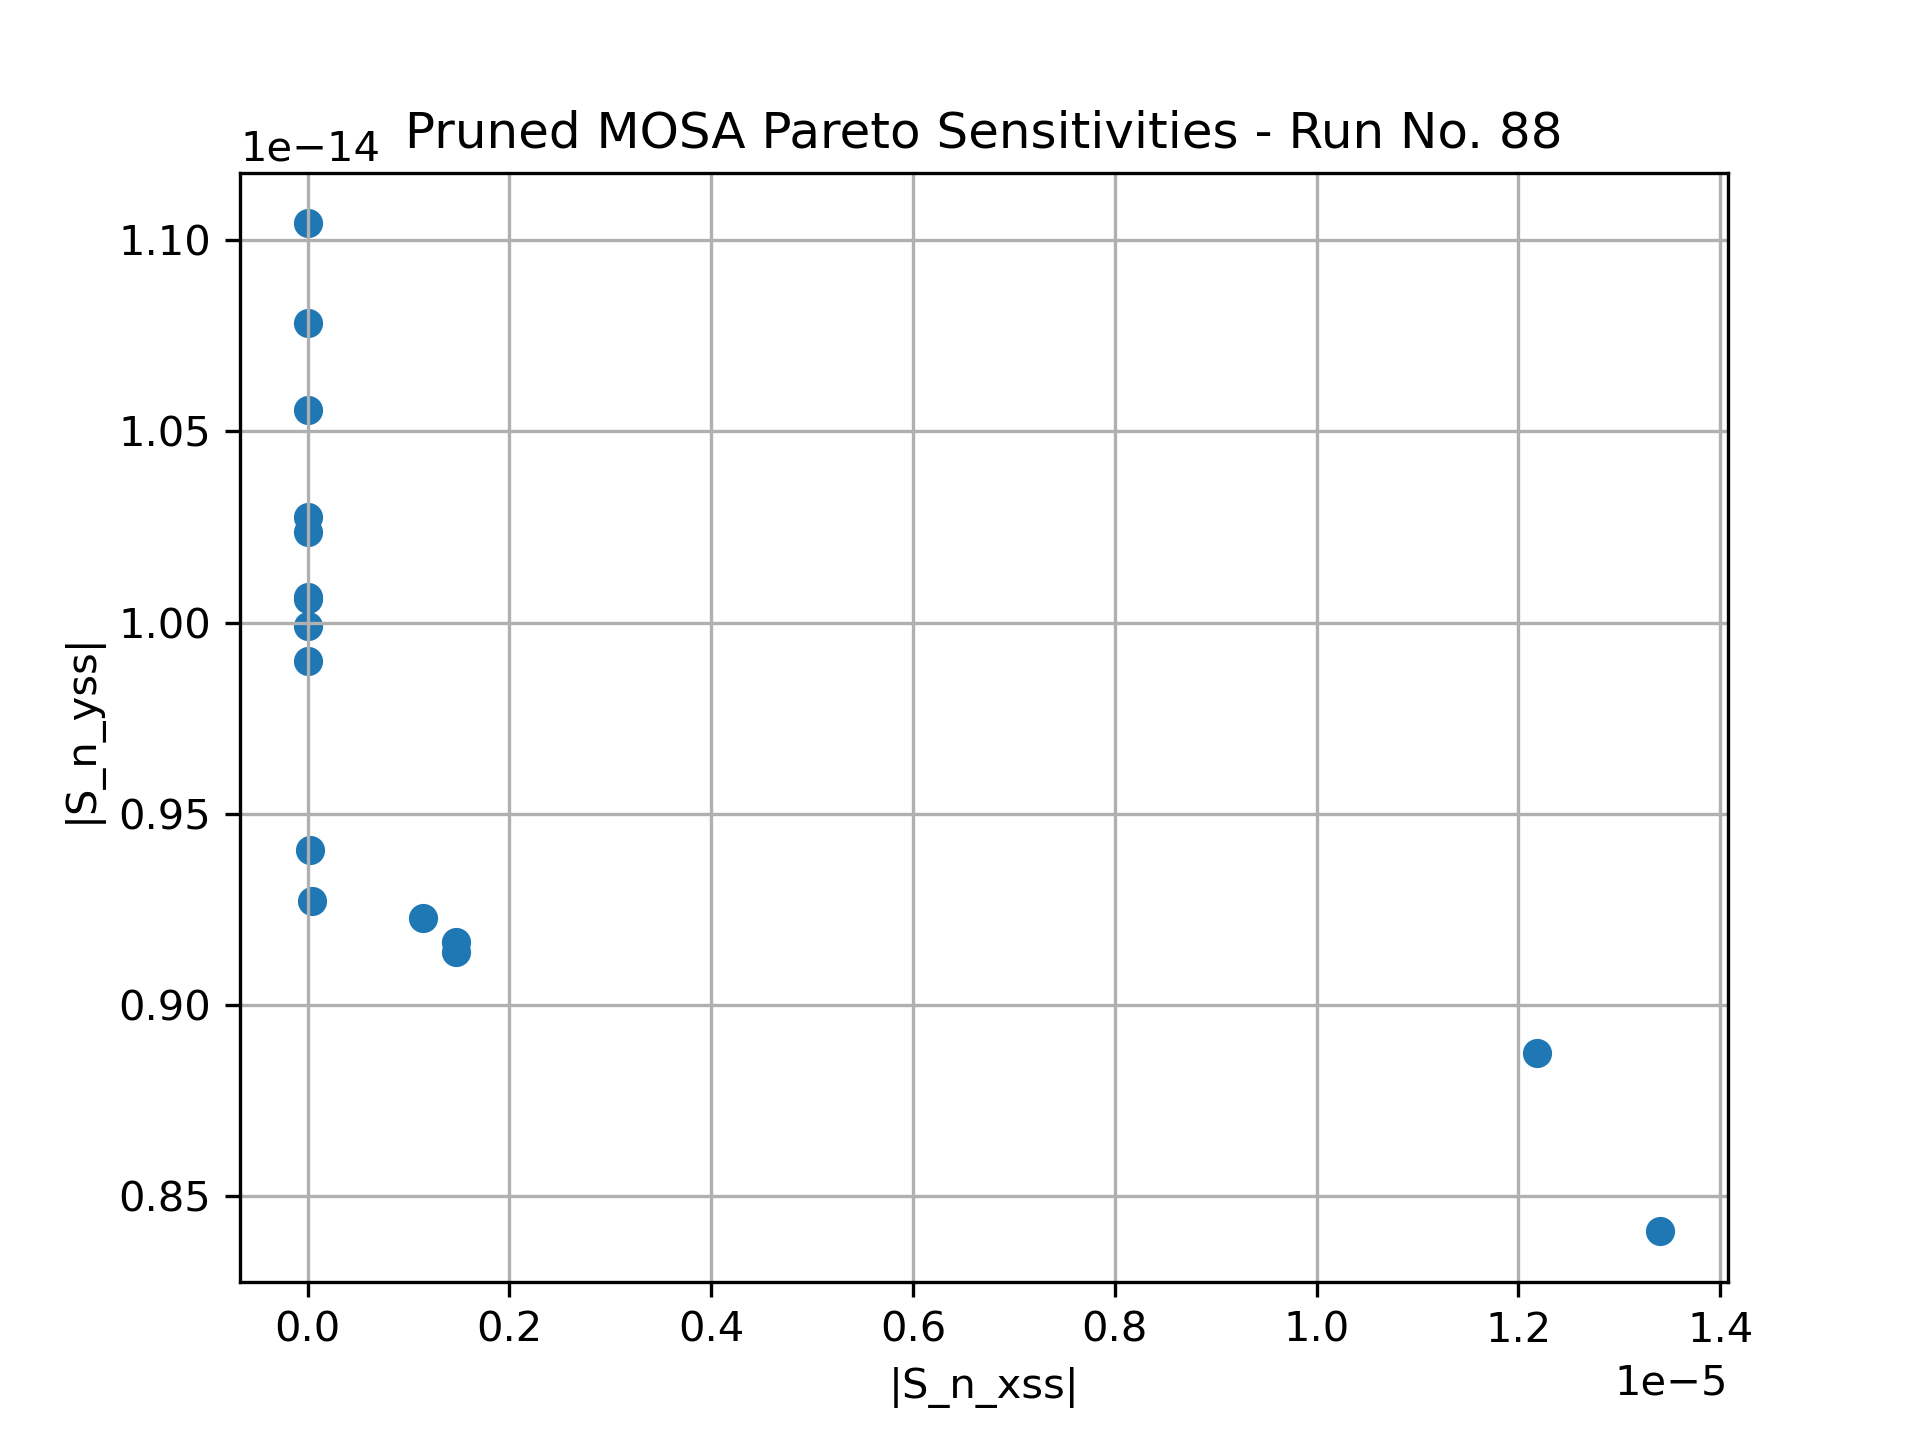 Pruned MOSA Pareto Sensitivities - Run No. 88
1e−14
1.10
1.05
1.00
0.95
0.90
0.85
|S_n_yss|
0.0 0.2 0.4 0.6 0.8 1.0 1.2 1.4
1e−5
|S_n_xss|